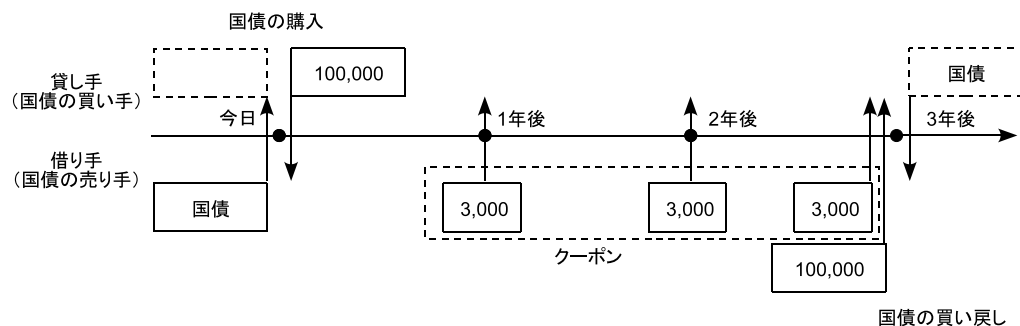 国債の購入
貸し手
（国債の買い手）
100,000
国債
今日
1年後
2年後
3年後
借り手
（国債の売り手）
国債
3,000
3,000
3,000
クーポン
100,000
国債の買い戻し